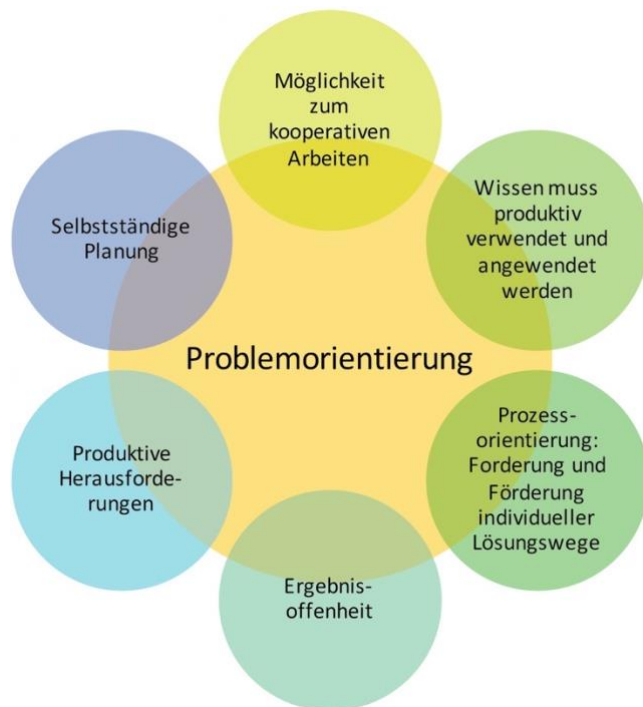 Möglichkeit
zum
kooperativen
Arbeiten
Wissen muss
produktiv
verwendet und
angewendet
werden
Prozess-
orientierung:
Forderung und
Förderung
individueller
Lösungswege
Ergebnis-
offenheit
Produktive
Herausforde-
rungen
Selbstständige
Planung
Problemorientierung